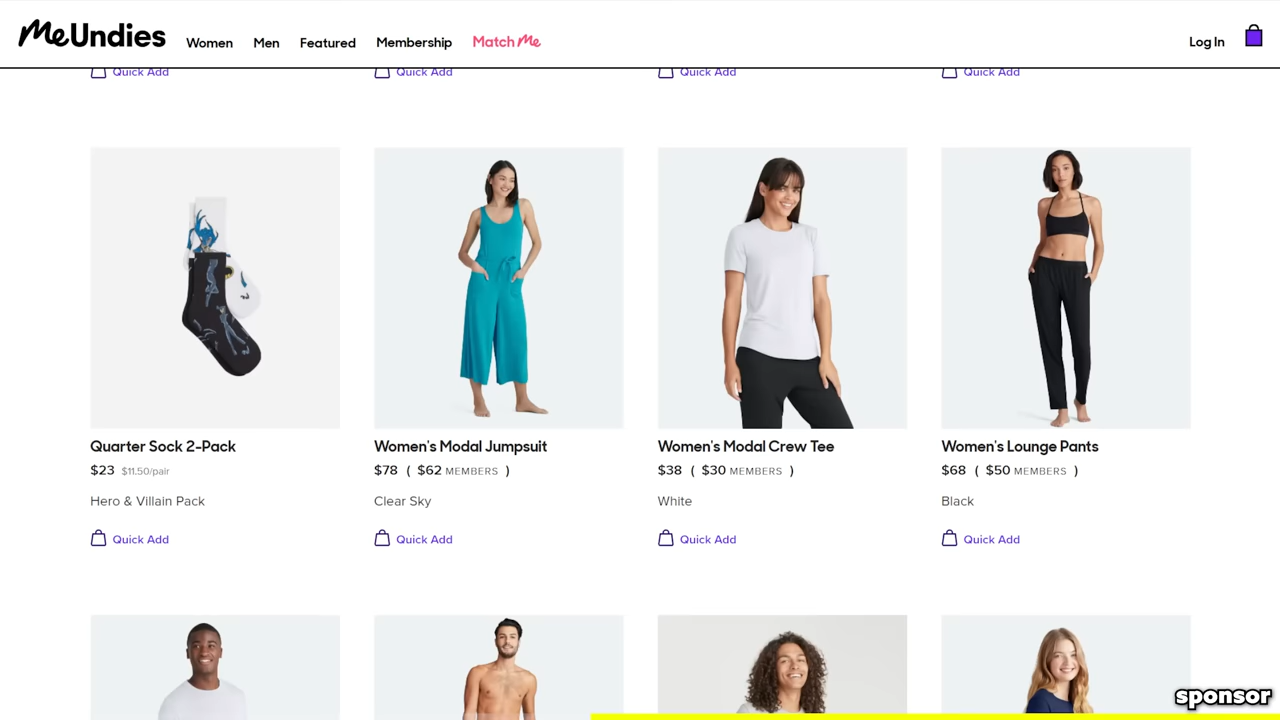 MeUndies Women Men Featured Membership Match Me Log In
Quick Add Quick Add Quick Add Quick Add
Quarter Sock 2-Pack Women's Modal Jumpsuit Women's Modal Crew Tee Women's Lounge Pants
$23 $11.50/pair $78 ( $62 MEMBERS ) $38 ( $30 MEMBERS ) $68 ( $50 MEMBERS )
Hero & Villain Pack Clear Sky White Black
Quick Add Quick Add Quick Add Quick Add
sponsor